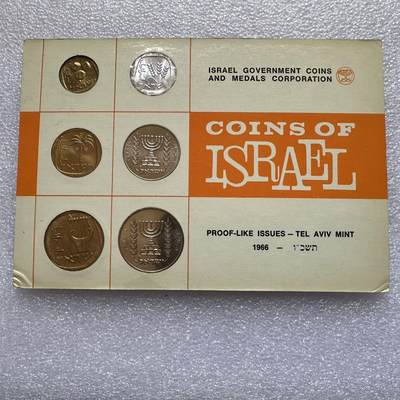 ISRAEL GOVERNMENT COINS
AND MEDALS CORPORATION
COINS OF
ISRAEL
PROOF-LIKE ISSUES – TEL AVIV MINT
1966 – תשכ"ו